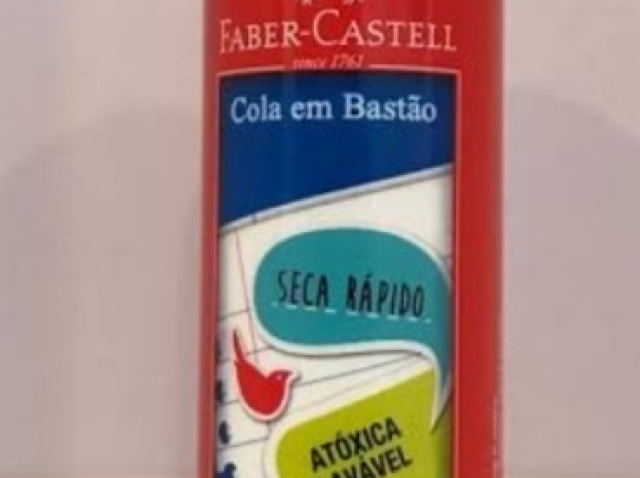 FABER-CASTELL
since 1761
Cola em Bastão
SECA RÁPIDO
ATÓXICA